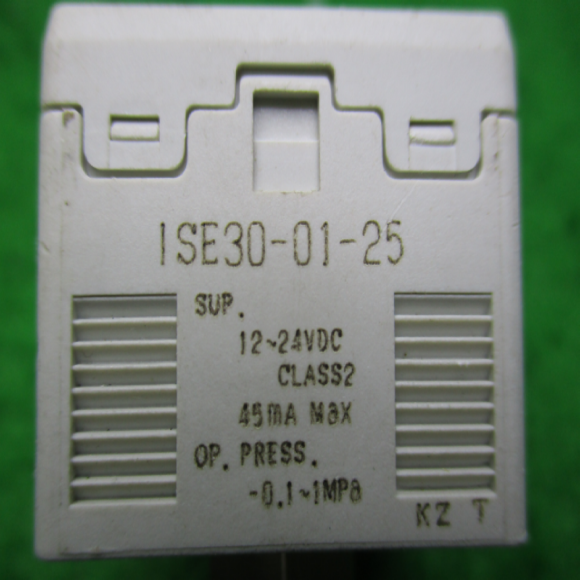 ISE30-01-25
SUP.
12~24VDC
CLASS2
45mA Max
OP. PRESS.
-0.1~1MPa
KZ T